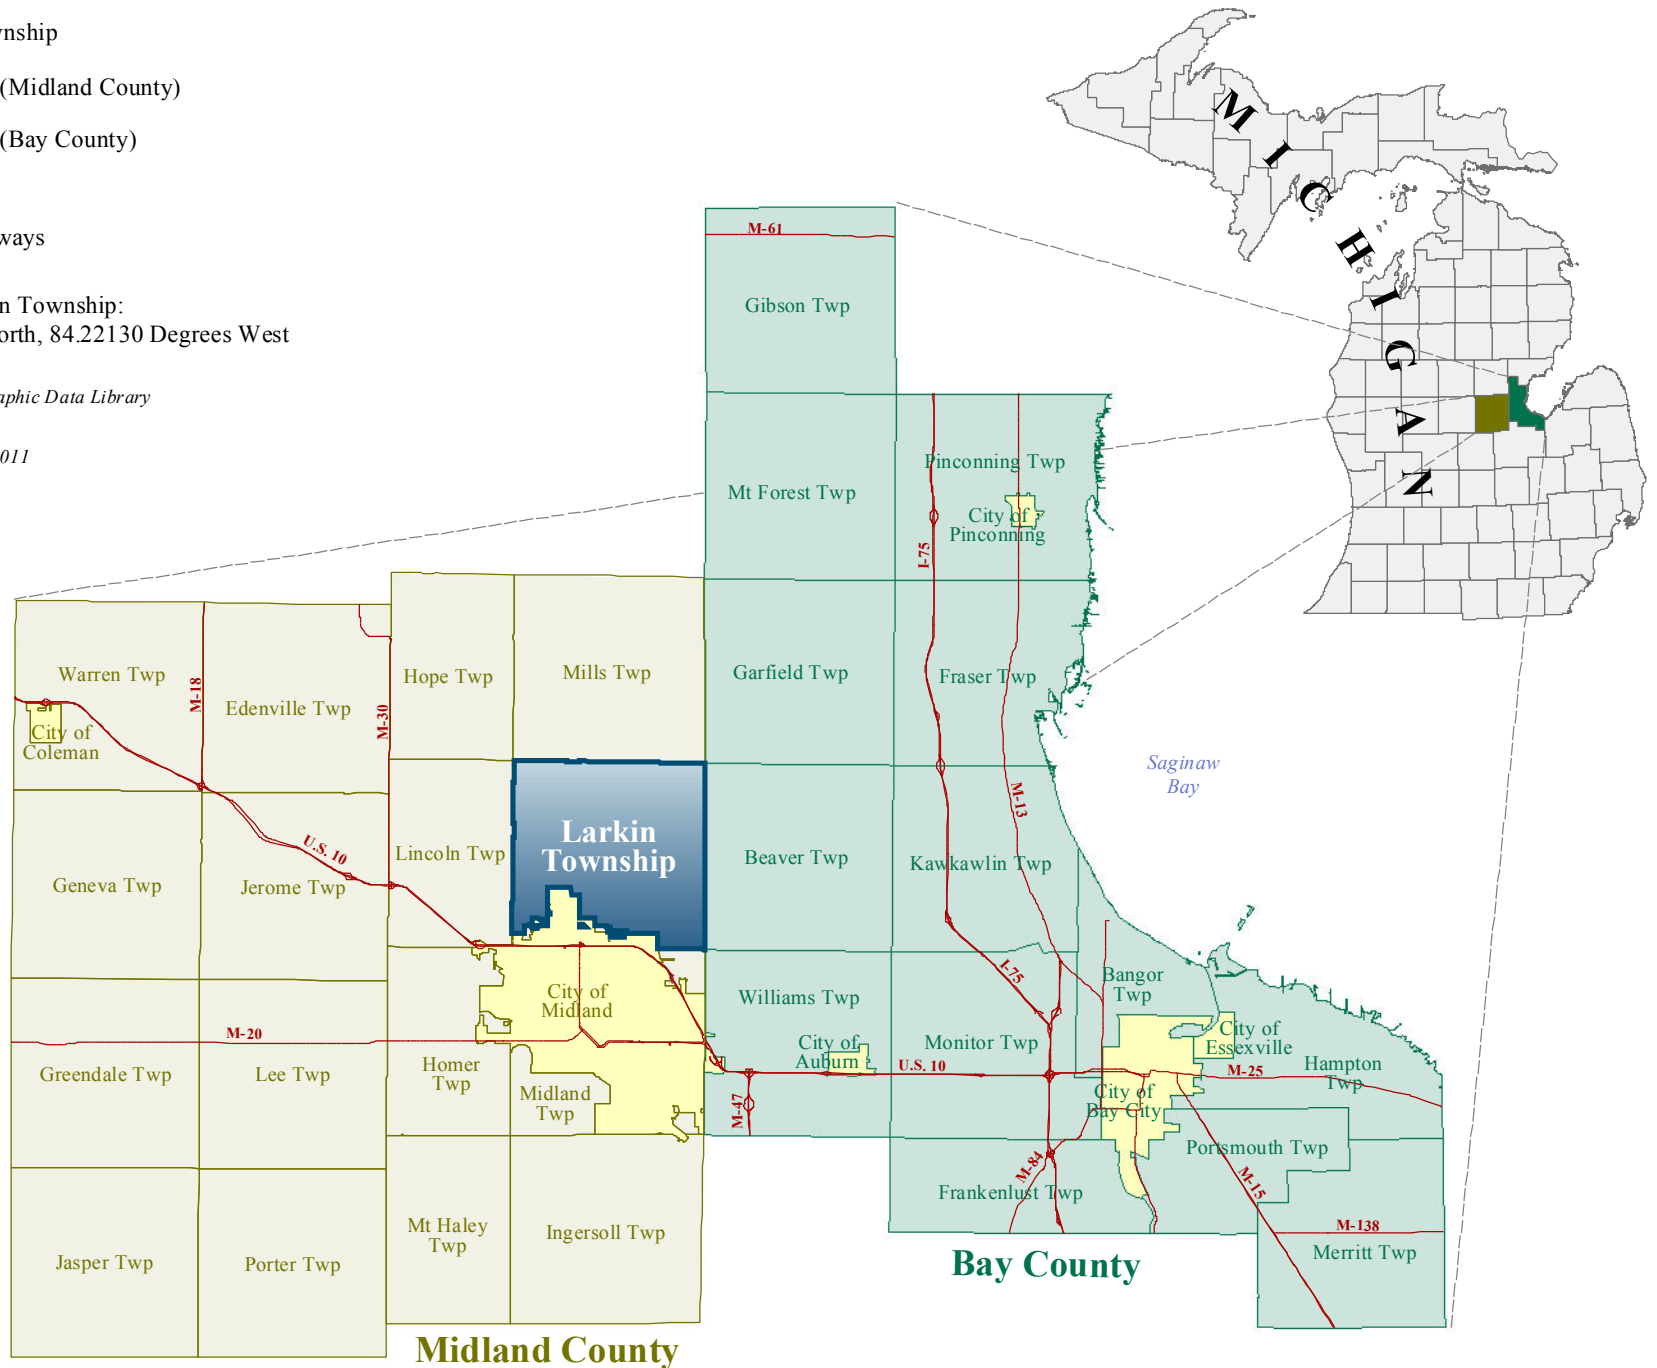 wnship
(Midland County)
(Bay County)
ways
n Township:
orth, 84.22130 Degrees West
aphic Data Library
011
M I C H I G A N
M-61
Gibson Twp
Mt Forest Twp
Pinconning Twp
City of
Pinconning
I-75
Garfield Twp
Fraser Twp
Warren Twp
City of
Coleman
M-18
Edenville Twp
M-30
Hope Twp
Mills Twp
Saginaw
Bay
M-13
Larkin
Township
U.S. 10
Geneva Twp
Jerome Twp
Lincoln Twp
Beaver Twp
Kawkawlin Twp
I-75
Bangor
Twp
City of
Midland
Williams Twp
Monitor Twp
City of
Auburn
City of
Essexville
U.S. 10
M-25
Hampton
Twp
M-20
Greendale Twp
Lee Twp
Homer
Twp
Midland
Twp
M-47
City of
Bay City
Portsmouth Twp
M-84
Frankenlust Twp
M-15
M-138
Merritt Twp
Jasper Twp
Porter Twp
Mt Haley
Twp
Ingersoll Twp
Bay County
Midland County